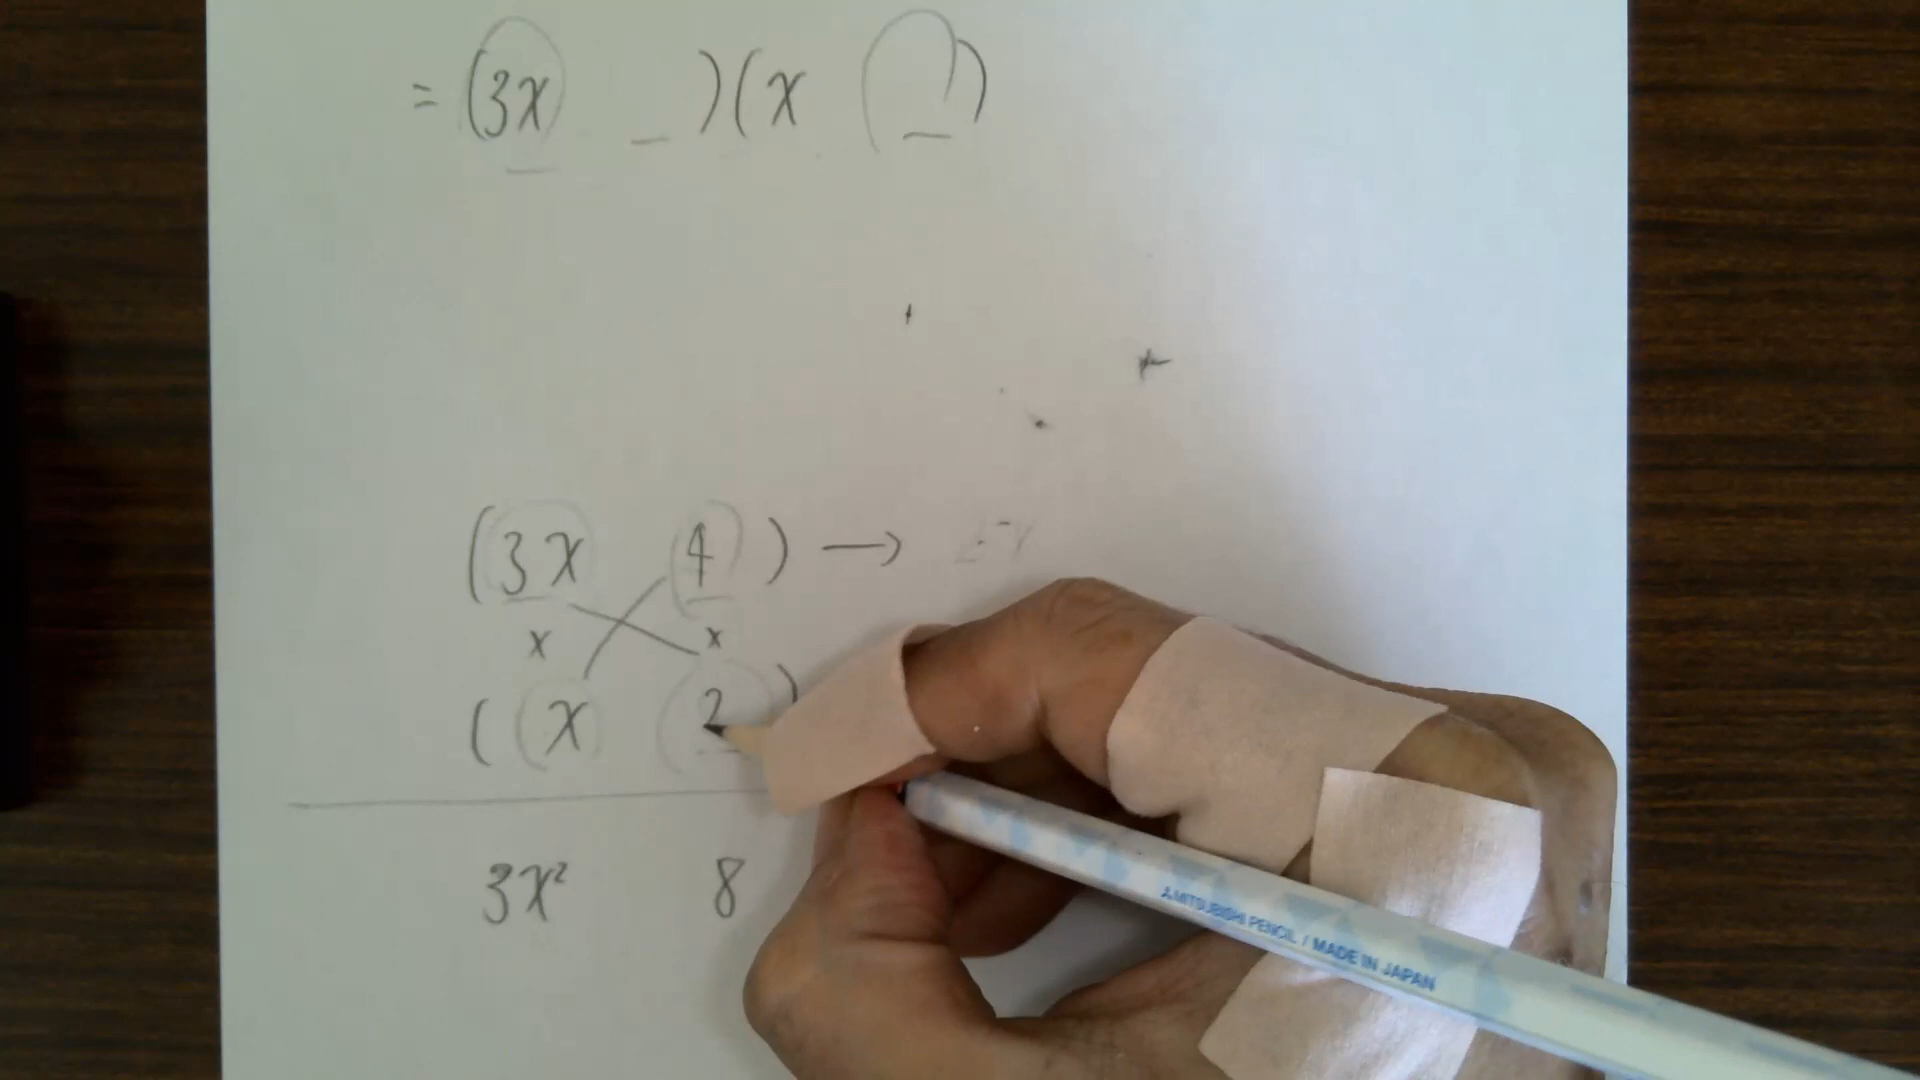 = (3x _ ) (x _ )
(3x 4 ) →
x x
( x 2 )
3x² 8
MITSUBISHI PENCIL / MADE IN JAPAN